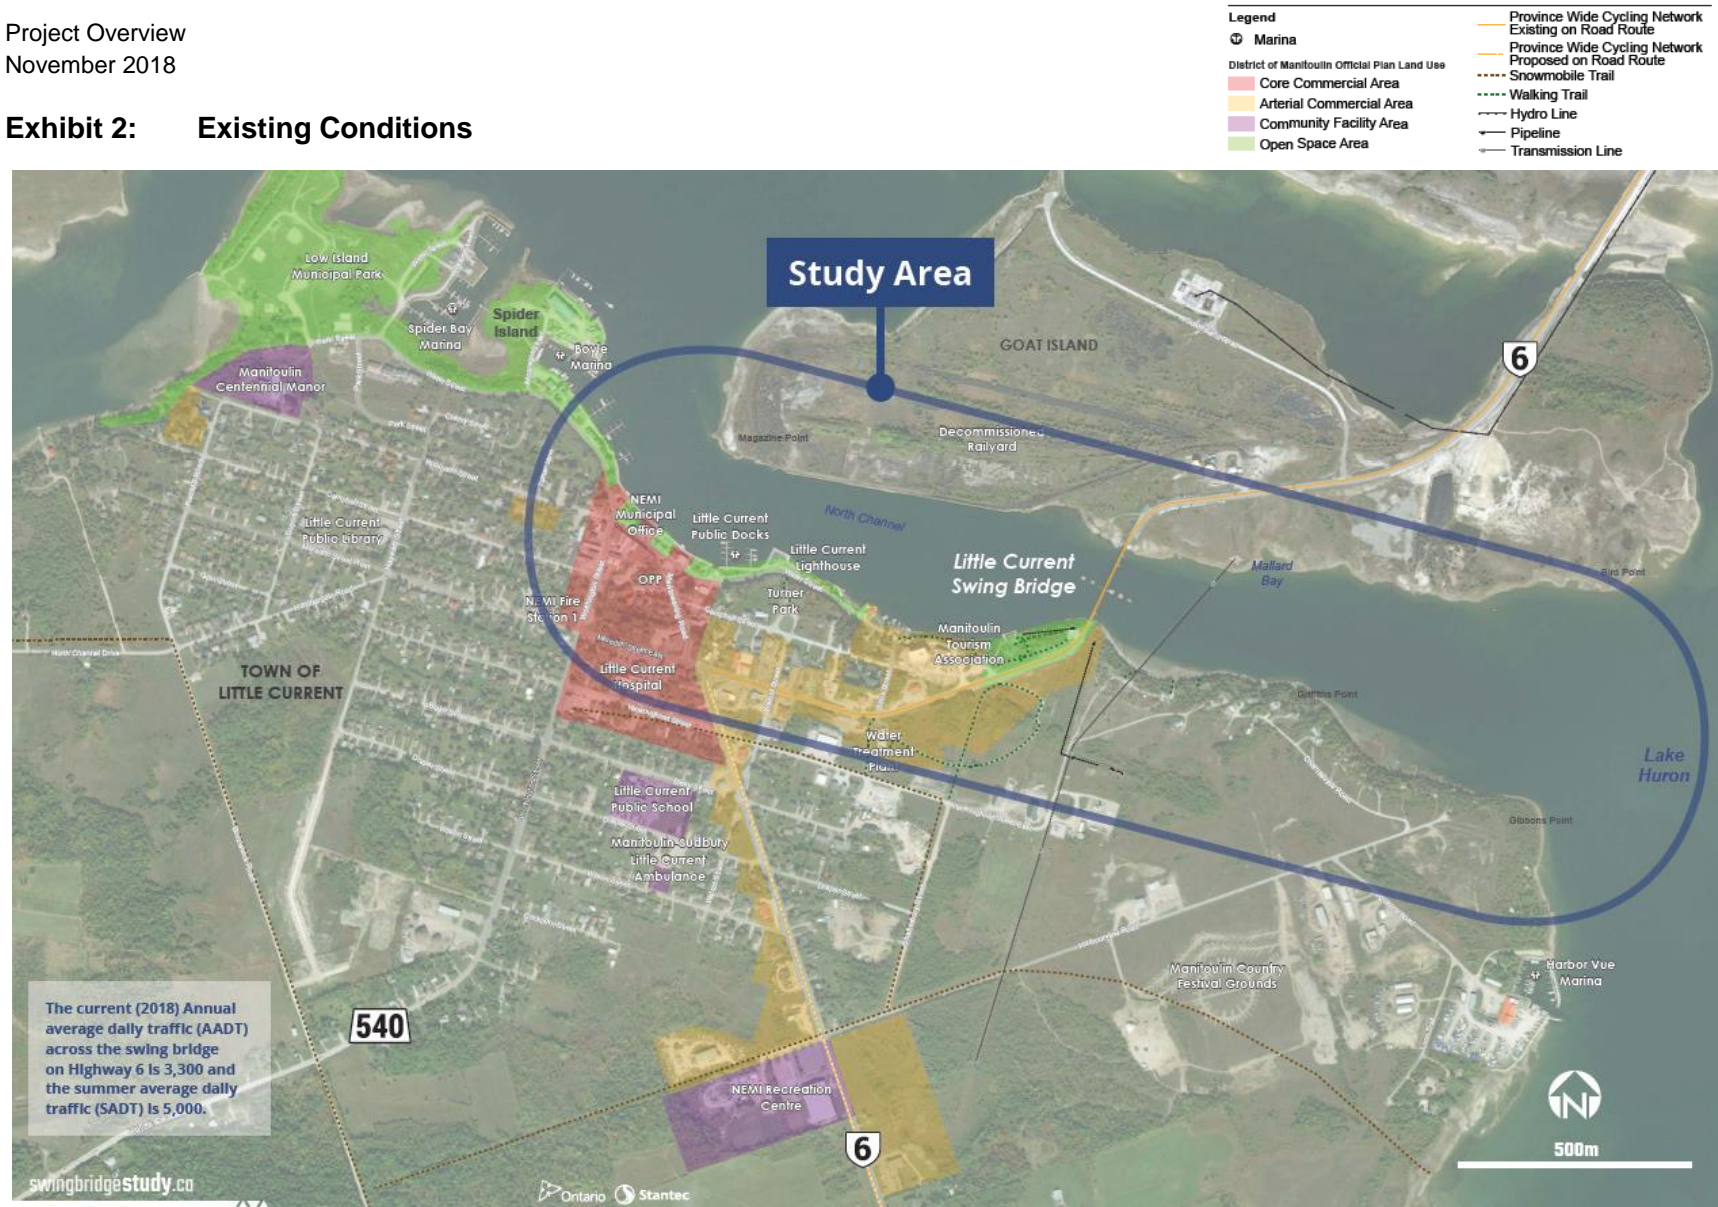 Project Overview
November 2018
Exhibit 2: Existing Conditions
Legend
Marina
District of Manitoulin Official Plan Land Use
Core Commercial Area
Arterial Commercial Area
Community Facility Area
Open Space Area
Province Wide Cycling Network
Existing on Road Route
Province Wide Cycling Network
Proposed on Road Route
Snowmobile Trail
Walking Trail
Hydro Line
Pipeline
Transmission Line
Low Island
Municipal Park
Spider Bay
Marina
Spider
Island
Boyle
Marina
Manitoulin
Centennial Manor
Study Area
GOAT ISLAND
6
Magazine Point
Decommissioned
Railyard
North Channel
Little Current
Public Library
NEMI
Municipal
Office
Little Current
Public Docks
Little Current
Lighthouse
Little Current
Swing Bridge
Mallard
Bay
Bird Point
OPP
Turner
Park
NEMI Fire
Station 1
Manitoulin
Tourism
Association
North Channel Drive
TOWN OF
LITTLE CURRENT
Little Current
Hospital
Griffiths Point
Water
Treatment
Plant
Lake
Huron
Little Current
Public School
Gibbons Point
Manitoulin-Sudbury
Little Current
Ambulance
Manitoulin Country
Festival Grounds
Harbor Vue
Marina
The current (2018) Annual
average daily traffic (AADT)
across the swing bridge
on Highway 6 is 3,300 and
the summer average daily
traffic (SADT) is 5,000.
540
NEMI Recreation
Centre
6
N
500m
swingbridgestudy.ca
Ontario
Stantec